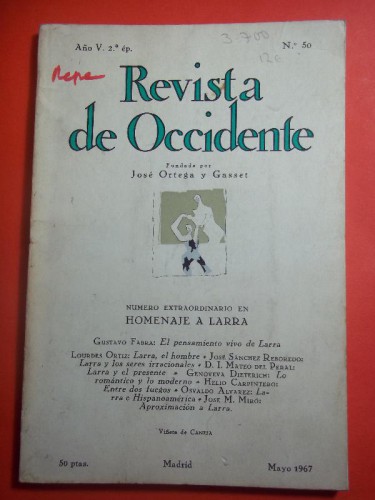 Año V. 2.ª ép.
3.700
N.º 50
Repe
Revista
de Occidente
Fundada por
José Ortega y Gasset
NUMERO EXTRAORDINARIO EN
HOMENAJE A LARRA
Gustavo Fabra: El pensamiento vivo de Larra
Lourdes Ortiz: Larra, el hombre • José Sánchez Reboredo:
Larra y los seres irracionales • D. I. Mateo del Peral:
Larra y el presente • Genoveva Dieterich: Lo
romántico y lo moderno • Helio Carpintero:
Entre dos fuegos • Osvaldo Alvarez: La-
rra e Hispanoamérica • José M. Miró:
Aproximación a Larra.
Viñeta de Caneja
50 ptas.
Madrid
Mayo 1967